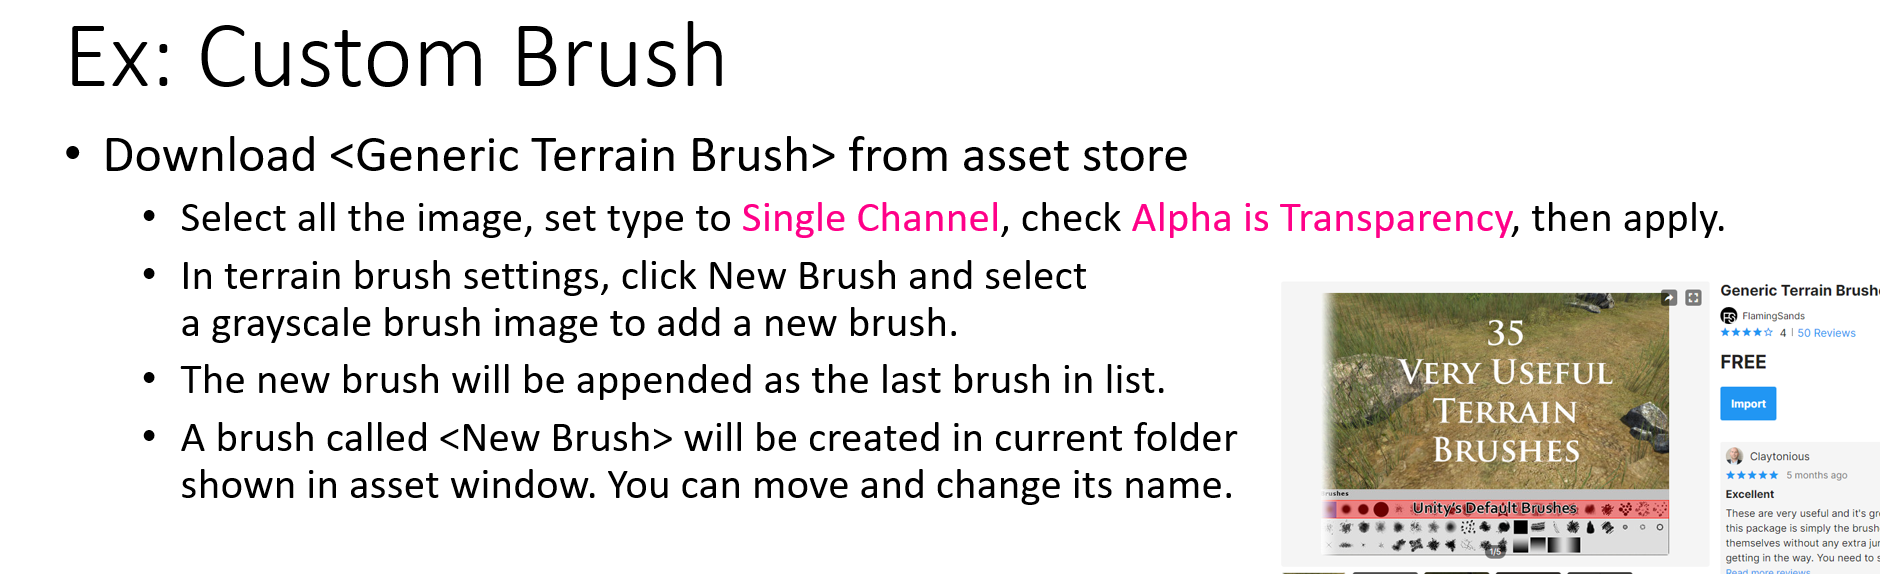 Ex: Custom Brush
• Download <Generic Terrain Brush> from asset store
• Select all the image, set type to Single Channel, check Alpha is Transparency, then apply.
• In terrain brush settings, click New Brush and select
a grayscale brush image to add a new brush.
• The new brush will be appended as the last brush in list.
• A brush called <New Brush> will be created in current folder
shown in asset window. You can move and change its name.
35
VERY USEFUL
TERRAIN
BRUSHES
Unity's Default Brushes
1/5
Generic Terrain Brushe
FlamingSands
4 | 50 Reviews
FREE
Import
Claytonious
5 months ago
Excellent
These are very useful and it's gr
this package is simply the brush
themselves without any extra ju
getting in the way. You need to s
Read more reviews